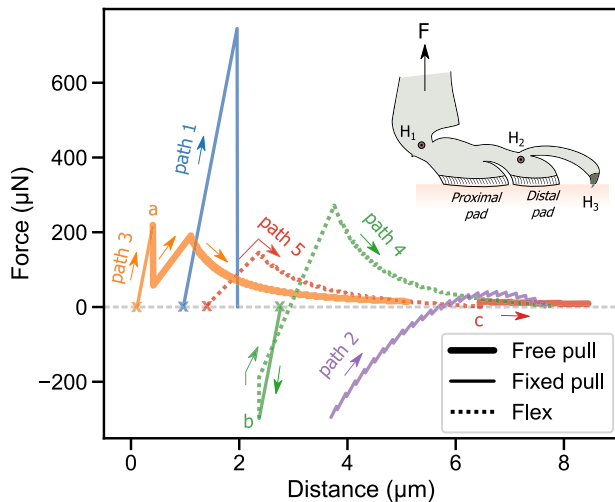 F
H1
H2
H3
Proximal
pad
Distal
pad
Force (µN)
600
400
200
0
−200
path 1
path 3
a
path 5
path 4
path 2
b
c
Free pull
Fixed pull
Flex
0 2 4 6 8
Distance (µm)